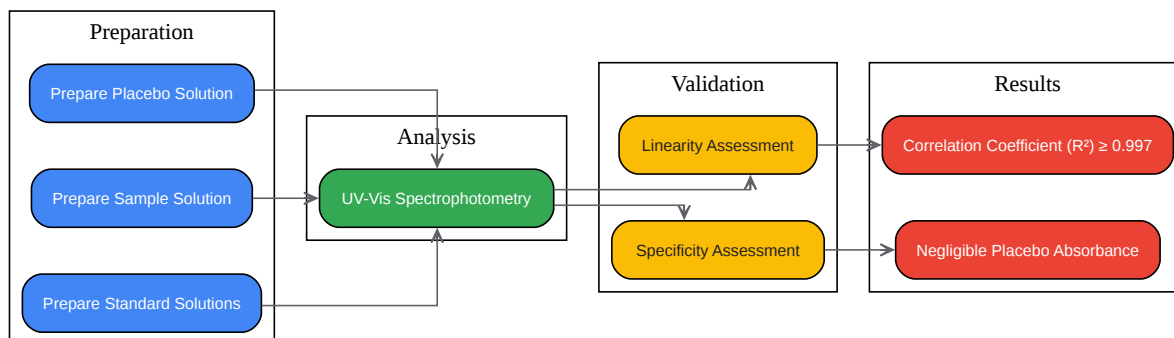 Preparation
Prepare Placebo Solution
Prepare Sample Solution
Prepare Standard Solutions
Analysis
UV-Vis Spectrophotometry
Validation
Linearity Assessment
Specificity Assessment
Results
Correlation Coefficient (R²) ≥ 0.997
Negligible Placebo Absorbance